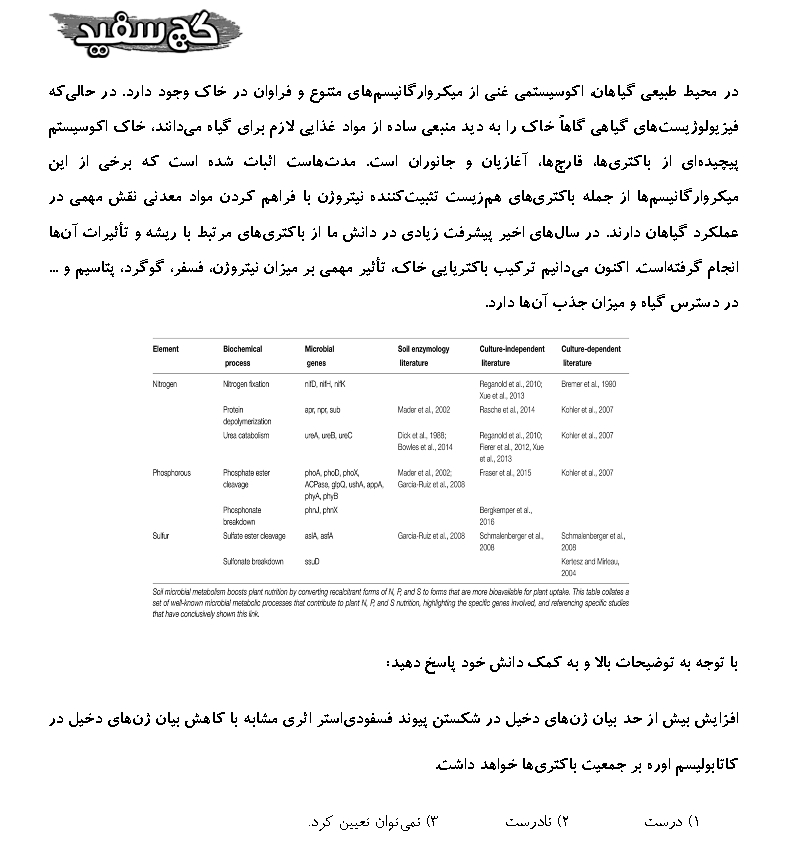 گچ سفید
در محیط طبیعی گیاهان، اکوسیستمی غنی از میکروارگانیسم‌های متنوع و فراوان در خاک وجود دارد. در حالی‌که
فیزیولوژیست‌های گیاهی گاهاً خاک را به دید منبعی ساده از مواد غذایی لازم برای گیاه می‌دانند، خاک اکوسیستم
پیچیده‌ای از باکتری‌ها، قارچ‌ها، آغازیان و جانوران است. مدت‌هاست اثبات شده است که برخی از این
میکروارگانیسم‌ها از جمله باکتری‌های هم‌زیست تثبیت‌کننده نیتروژن با فراهم کردن مواد معدنی نقش مهمی در
عملکرد گیاهان دارند. در سال‌های اخیر پیشرفت زیادی در دانش ما از باکتری‌های مرتبط با ریشه و تأثیرات آن‌ها
انجام گرفته‌است. اکنون می‌دانیم ترکیب باکتریایی خاک، تأثیر مهمی بر میزان نیتروژن، فسفر، گوگرد، پتاسیم و ...
در دسترس گیاه و میزان جذب آن‌ها دارد.
Element Biochemical process Microbial genes Soil enzymology literature Culture-independent literature Culture-dependent literature
Nitrogen Nitrogen fixation nifD, nifH, nifK Reganold et al., 2010; Xue et al., 2013 Bremer et al., 1990
Protein depolymerization apr, npr, sub Mader et al., 2002 Rasche et al., 2014 Kohler et al., 2007
Urea catabolism ureA, ureB, ureC Dick et al., 1988; Bowles et al., 2014 Reganold et al., 2010; Fierer et al., 2012, Xue et al., 2013 Kohler et al., 2007
Phosphorous Phosphate ester cleavage phoA, phoD, phoX, ACPase, glpQ, ushA, appA, phyA, phyB Mader et al., 2002; Garcia-Ruiz et al., 2008 Fraser et al., 2015 Kohler et al., 2007
Phosphonate breakdown phnJ, phnX Bergkemper et al., 2016
Sulfur Sulfate ester cleavage aslA, asfA Garcia-Ruiz et al., 2008 Schmalenberger et al., 2008 Schmalenberger et al., 2008
Sulfonate breakdown ssuD Kertesz and Mirleau, 2004
Soil microbial metabolism boosts plant nutrition by converting recalcitrant forms of N, P, and S to forms that are more bioavailable for plant uptake. This table collates a
set of well-known microbial metabolic processes that contribute to plant N, P, and S nutrition, highlighting the specific genes involved, and referencing specific studies
that have conclusively shown this link.
با توجه به توضیحات بالا و به کمک دانش خود پاسخ دهید:
افزایش بیش از حد بیان ژن‌های دخیل در شکستن پیوند فسفودی‌استر اثری مشابه با کاهش بیان ژن‌های دخیل در
کاتابولیسم اوره بر جمعیت باکتری‌ها خواهد داشت.
۱) درست ۲) نادرست ۳) نمی‌توان تعیین کرد.